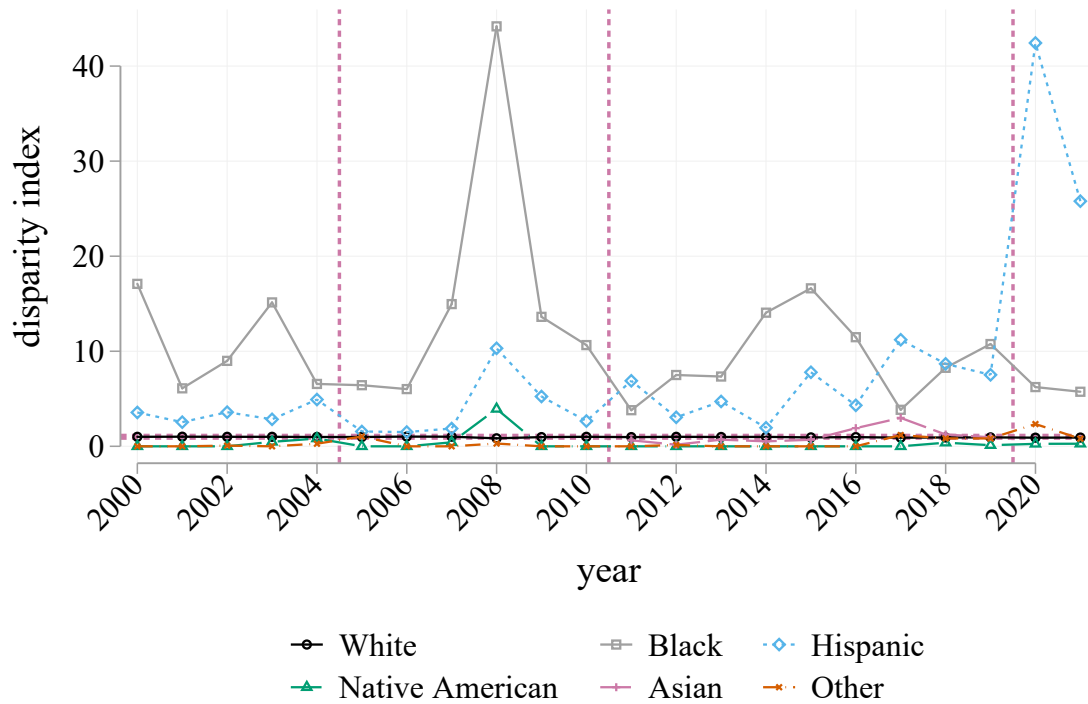 40
30
20
10
0
disparity index
2000
2002
2004
2006
2008
2010
2012
2014
2016
2018
2020
year
White
Black
Hispanic
Native American
Asian
Other